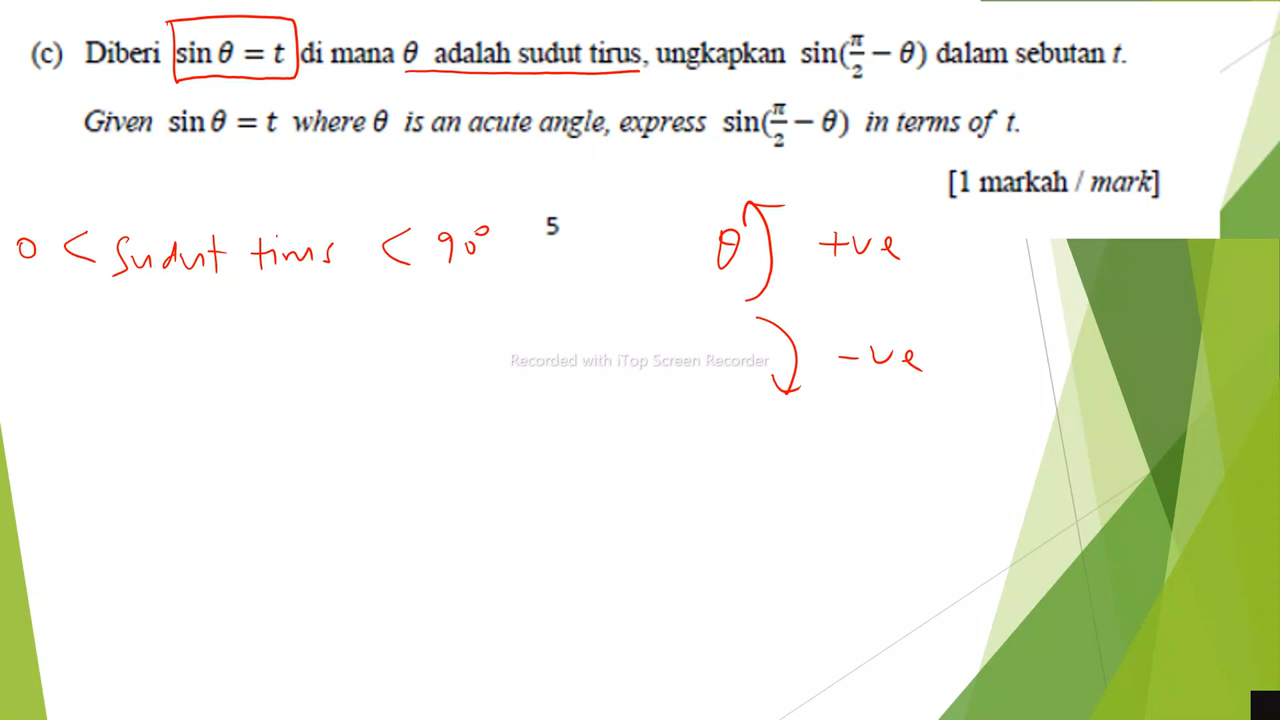 (c) Diberi sin θ = t di mana θ adalah sudut tirus, ungkapkan sin(π/2 − θ) dalam sebutan t.
Given sin θ = t where θ is an acute angle, express sin(π/2 − θ) in terms of t.
[1 markah / mark]
5
0 < sudut tirus < 90°
θ +ve
-ve
Recorded with iTop Screen Recorder